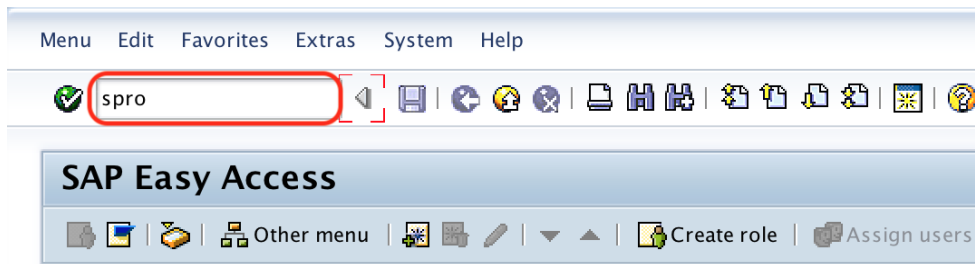 Menu Edit Favorites Extras System Help
spro
SAP Easy Access
Other menu Create role Assign users